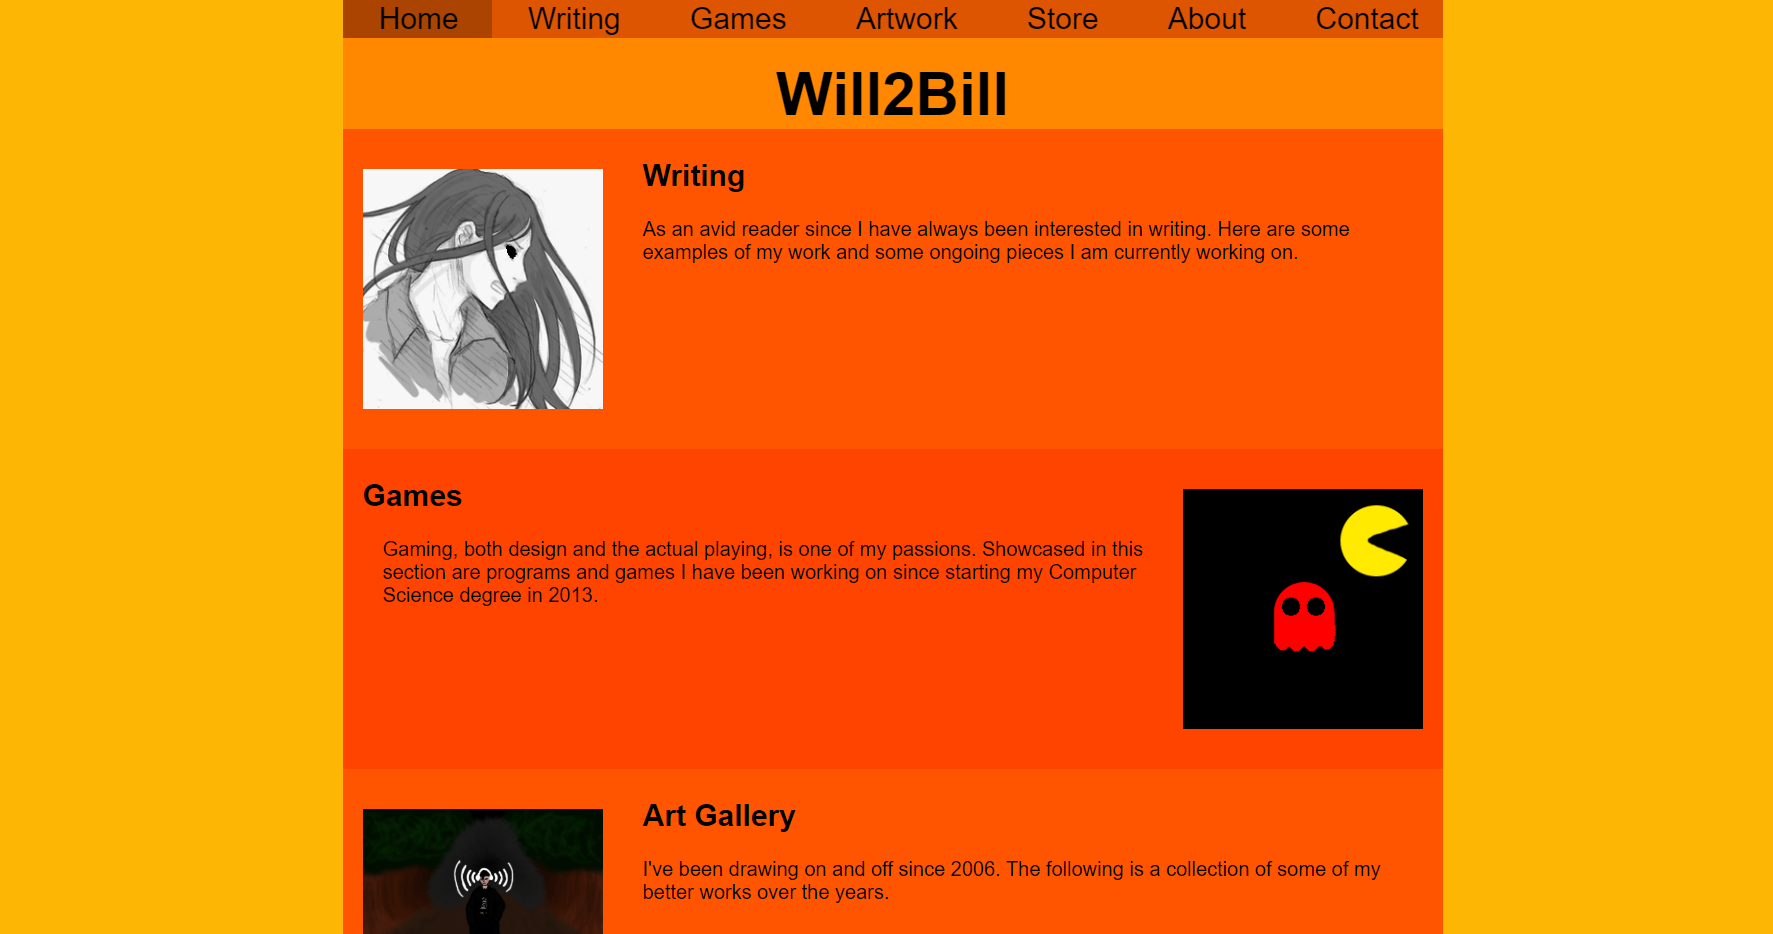 Home Writing Games Artwork Store About Contact
Will2Bill
Writing
As an avid reader since I have always been interested in writing. Here are some
examples of my work and some ongoing pieces I am currently working on.
Games
Gaming, both design and the actual playing, is one of my passions. Showcased in this
section are programs and games I have been working on since starting my Computer
Science degree in 2013.
Art Gallery
I've been drawing on and off since 2006. The following is a collection of some of my
better works over the years.